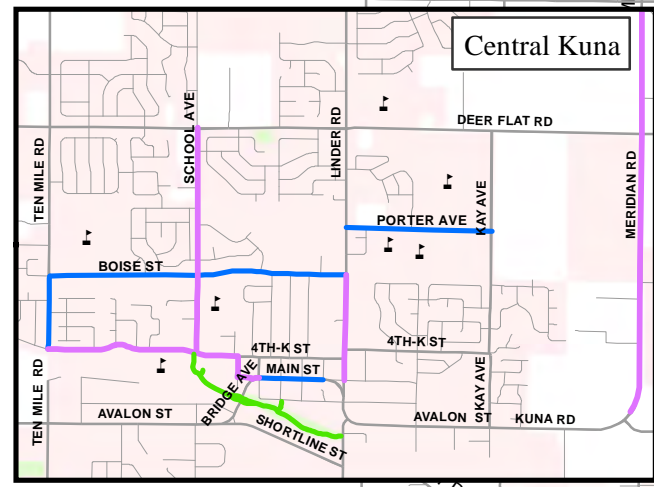 Central Kuna
DEER FLAT RD
SCHOOL AVE
LINDER RD
TEN MILE RD
MERIDIAN RD
PORTER AVE
KAY AVE
BOISE ST
4TH-K ST
4TH-K ST
MAIN ST
BRIDGE AVE
KAY AVE
TEN MILE RD
AVALON ST
AVALON ST
KUNA RD
SHORTLINE ST